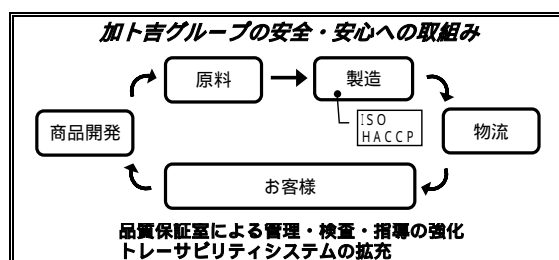 加ト吉グループの安全・安心への取組み
原料
製造
ISO
HACCP
商品開発
物流
お客様
品質保証室による管理・検査・指導の強化
トレーサビリティシステムの拡充